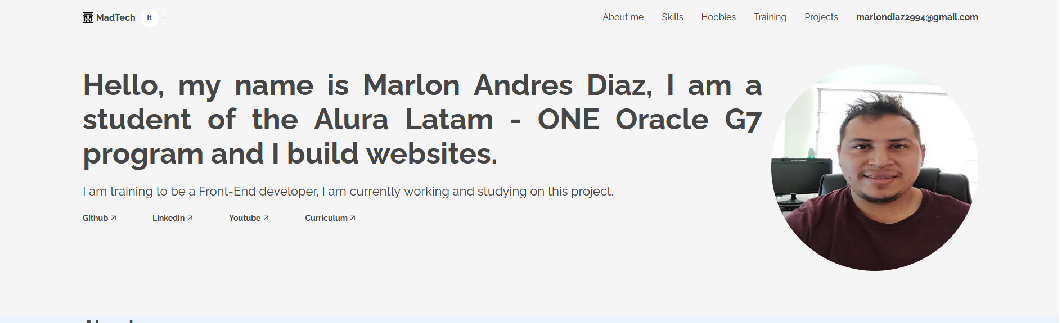 MadTech It
About me Skills Hobbies Training Projects marlondiaz2994@gmail.com
Hello, my name is Marlon Andres Diaz, I am a
student of the Alura Latam - ONE Oracle G7
program and I build websites.
I am training to be a Front-End developer, I am currently working and studying on this project.
Github Linkedin Youtube Curriculum